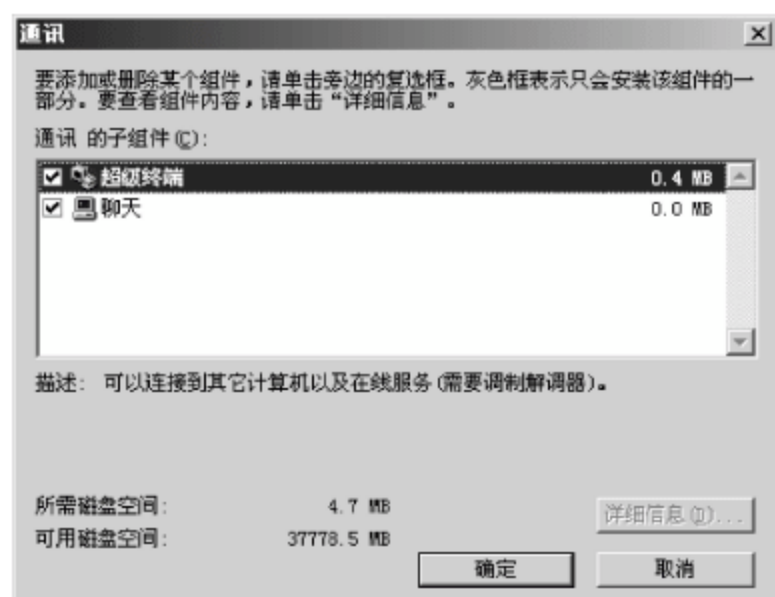 通讯
要添加或删除某个组件，请单击旁边的复选框。灰色框表示只会安装该组件的一
部分。要查看组件内容，请单击“详细信息”。
通讯 的子组件(C):
超级终端 0.4 MB
聊天 0.0 MB
描述: 可以连接到其它计算机以及在线服务(需要调制解调器)。
所需磁盘空间: 4.7 MB
可用磁盘空间: 37778.5 MB
详细信息(D)...
确定 取消